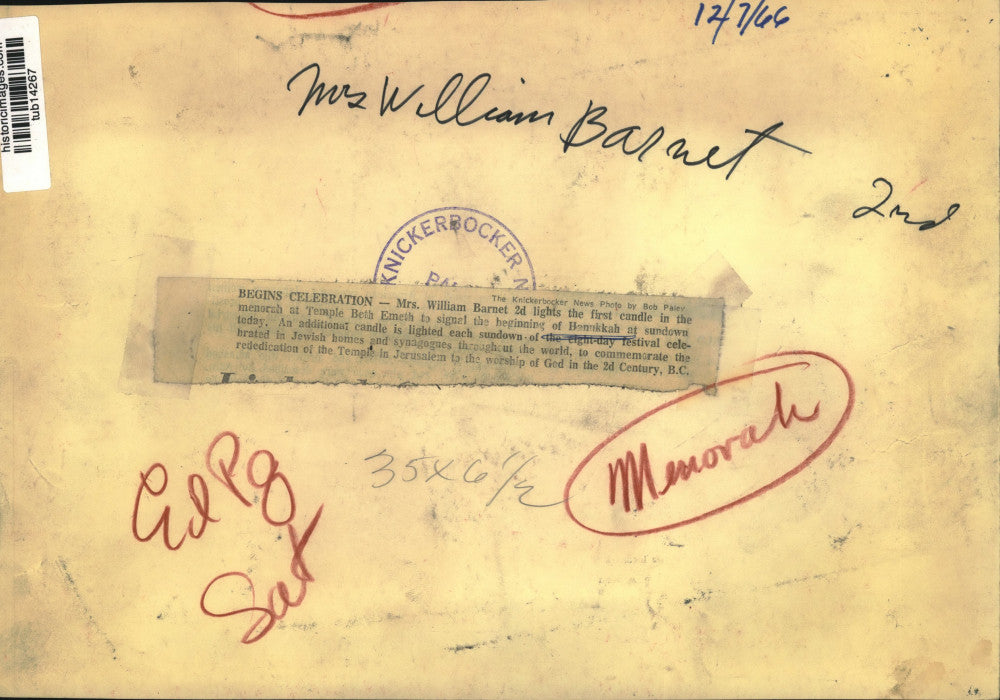 12/7/66
historicimages.com
tub14267
Mrs William Barnet
2nd
KNICKERBOCKER N
The Knickerbocker News Photo by Bob Paley
BEGINS CELEBRATION — Mrs. William Barnet 2d lights the first candle in the
menorah at Temple Beth Emeth to signal the beginning of Hanukkah at sundown
today. An additional candle is lighted each sundown of the eight-day festival cele-
brated in Jewish homes and synagogues throughout the world, to commemorate the
rededication of the Temple in Jerusalem to the worship of God in the 2d Century, B.C.
Menorah
35x6 1/2
Ed Pg
Sat